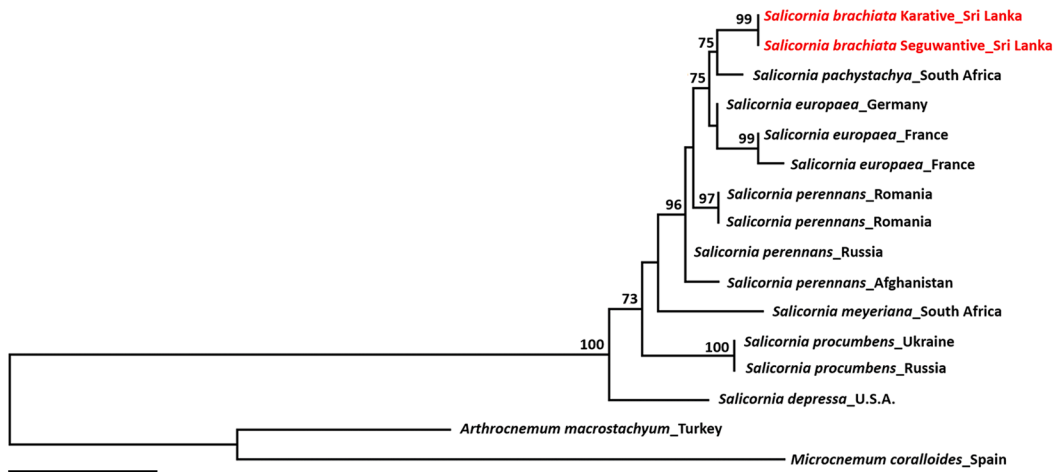 99
Salicornia brachiata Karative_Sri Lanka
75
Salicornia brachiata Seguwantive_Sri Lanka
75
Salicornia pachystachya_South Africa
Salicornia europaea_Germany
99
Salicornia europaea_France
Salicornia europaea_France
96
97
Salicornia perennans_Romania
Salicornia perennans_Romania
Salicornia perennans_Russia
Salicornia perennans_Afghanistan
73
Salicornia meyeriana_South Africa
100
100
Salicornia procumbens_Ukraine
Salicornia procumbens_Russia
Salicornia depressa_U.S.A.
Arthrocnemum macrostachyum_Turkey
Microcnemum coralloides_Spain